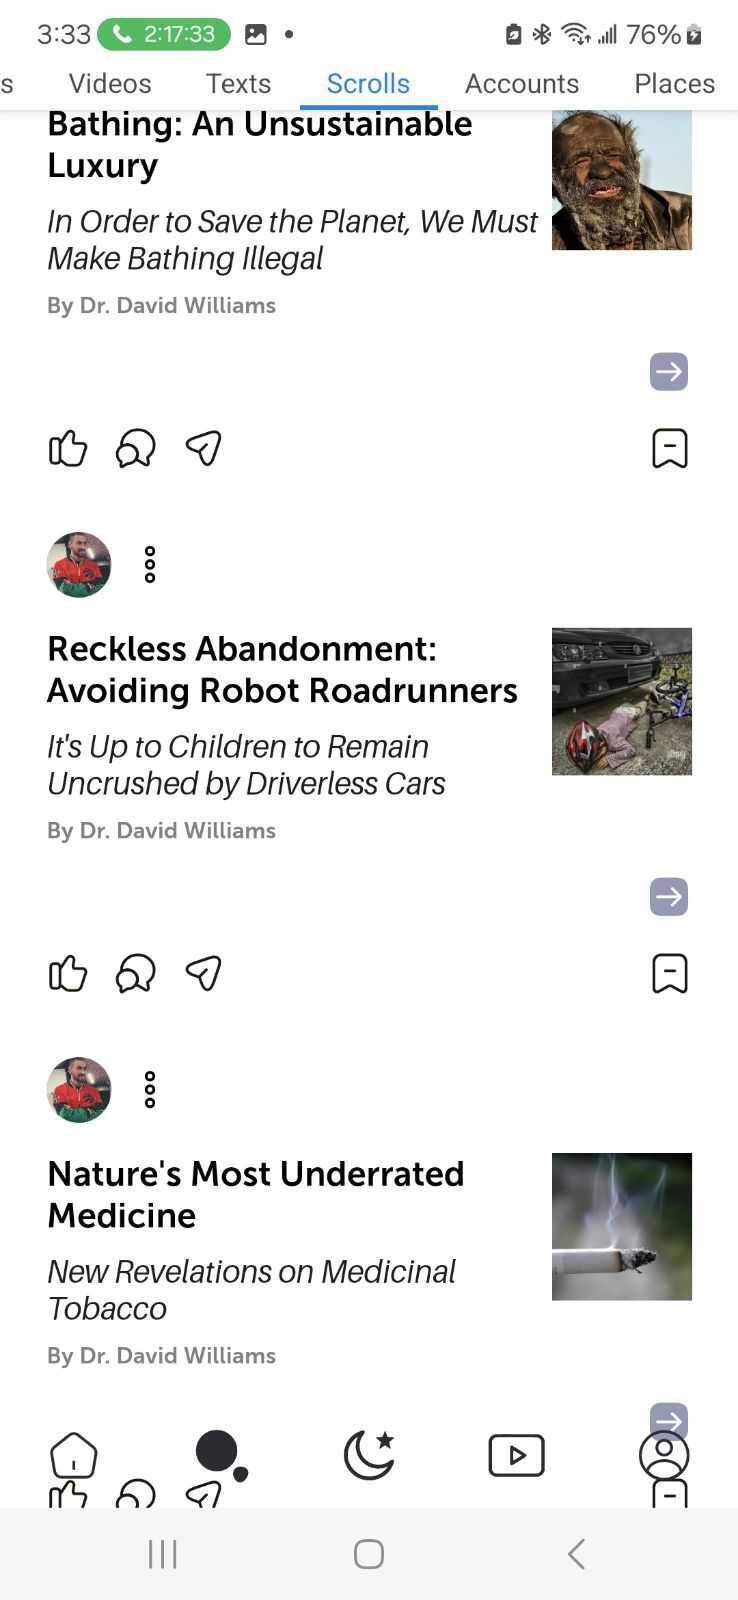 3:33 2:17:33 76%
s Videos Texts Scrolls Accounts Places
Bathing: An Unsustainable
Luxury
In Order to Save the Planet, We Must
Make Bathing Illegal
By Dr. David Williams
Reckless Abandonment:
Avoiding Robot Roadrunners
It's Up to Children to Remain
Uncrushed by Driverless Cars
By Dr. David Williams
Nature's Most Underrated
Medicine
New Revelations on Medicinal
Tobacco
By Dr. David Williams